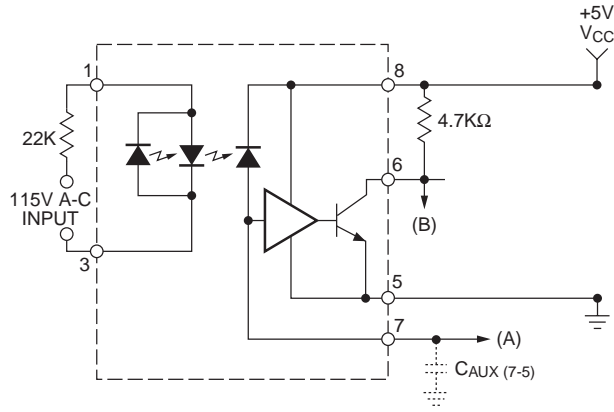 +5V
VCC
1
8
22K
4.7KΩ
6
115V A-C
INPUT
(B)
3
5
7
(A)
CAUX (7-5)